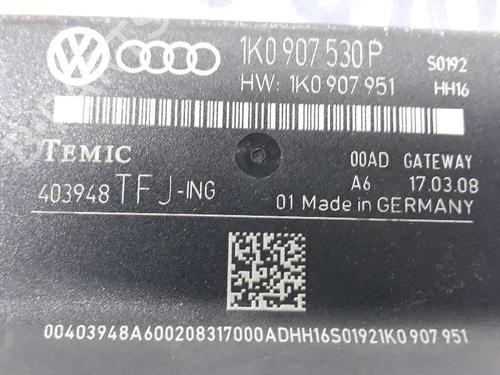 1K0 907 530 P S0192
HW: 1K0 907 951 HH16
TEMIC 00AD GATEWAY
403948 TFJ-ING A6 17.03.08
01 Made in GERMANY
00403948A600208317000ADHH16S01921K0 907 951